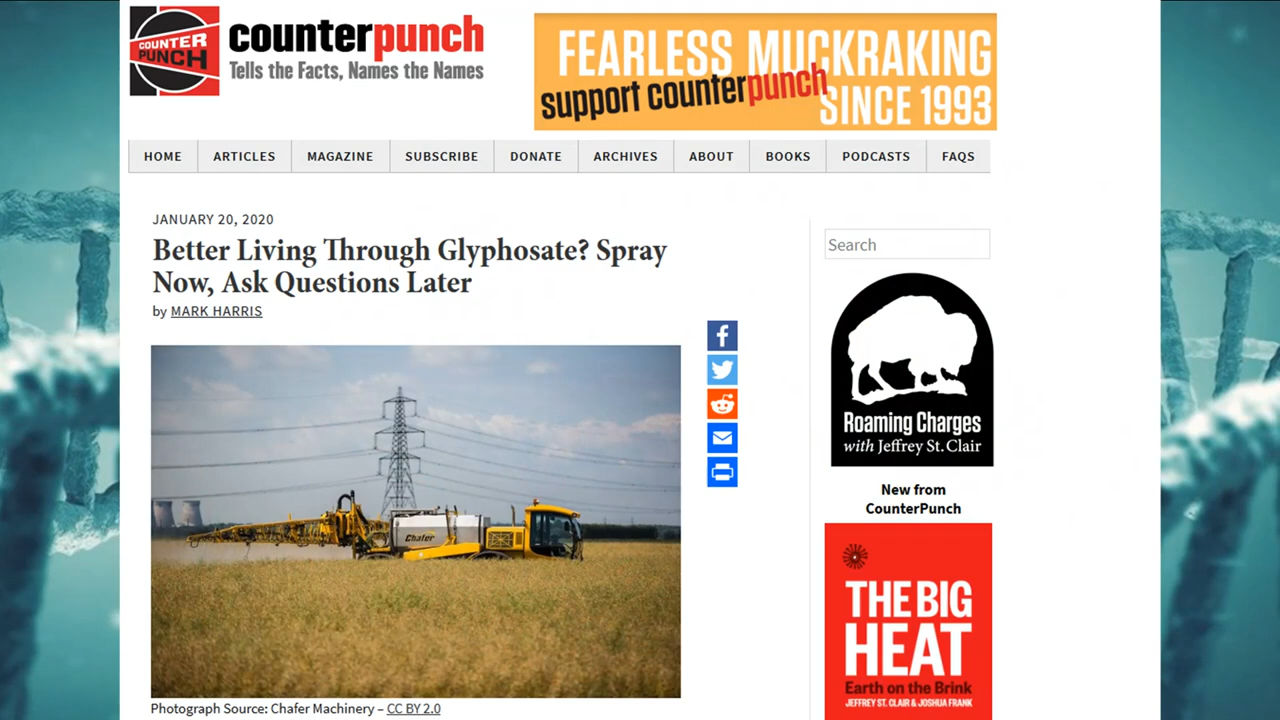 COUNTER
PUNCH
counterpunch
Tells the Facts, Names the Names
FEARLESS MUCKRAKING
support counterpunch
SINCE 1993
HOME ARTICLES MAGAZINE SUBSCRIBE DONATE ARCHIVES ABOUT BOOKS PODCASTS FAQS
JANUARY 20, 2020
Better Living Through Glyphosate? Spray
Now, Ask Questions Later
by MARK HARRIS
Chafer
Photograph Source: Chafer Machinery – CC BY 2.0
Search
Roaming Charges
with Jeffrey St. Clair
New from
CounterPunch
THE BIG
HEAT
Earth on the Brink
JEFFREY ST. CLAIR & JOSHUA FRANK